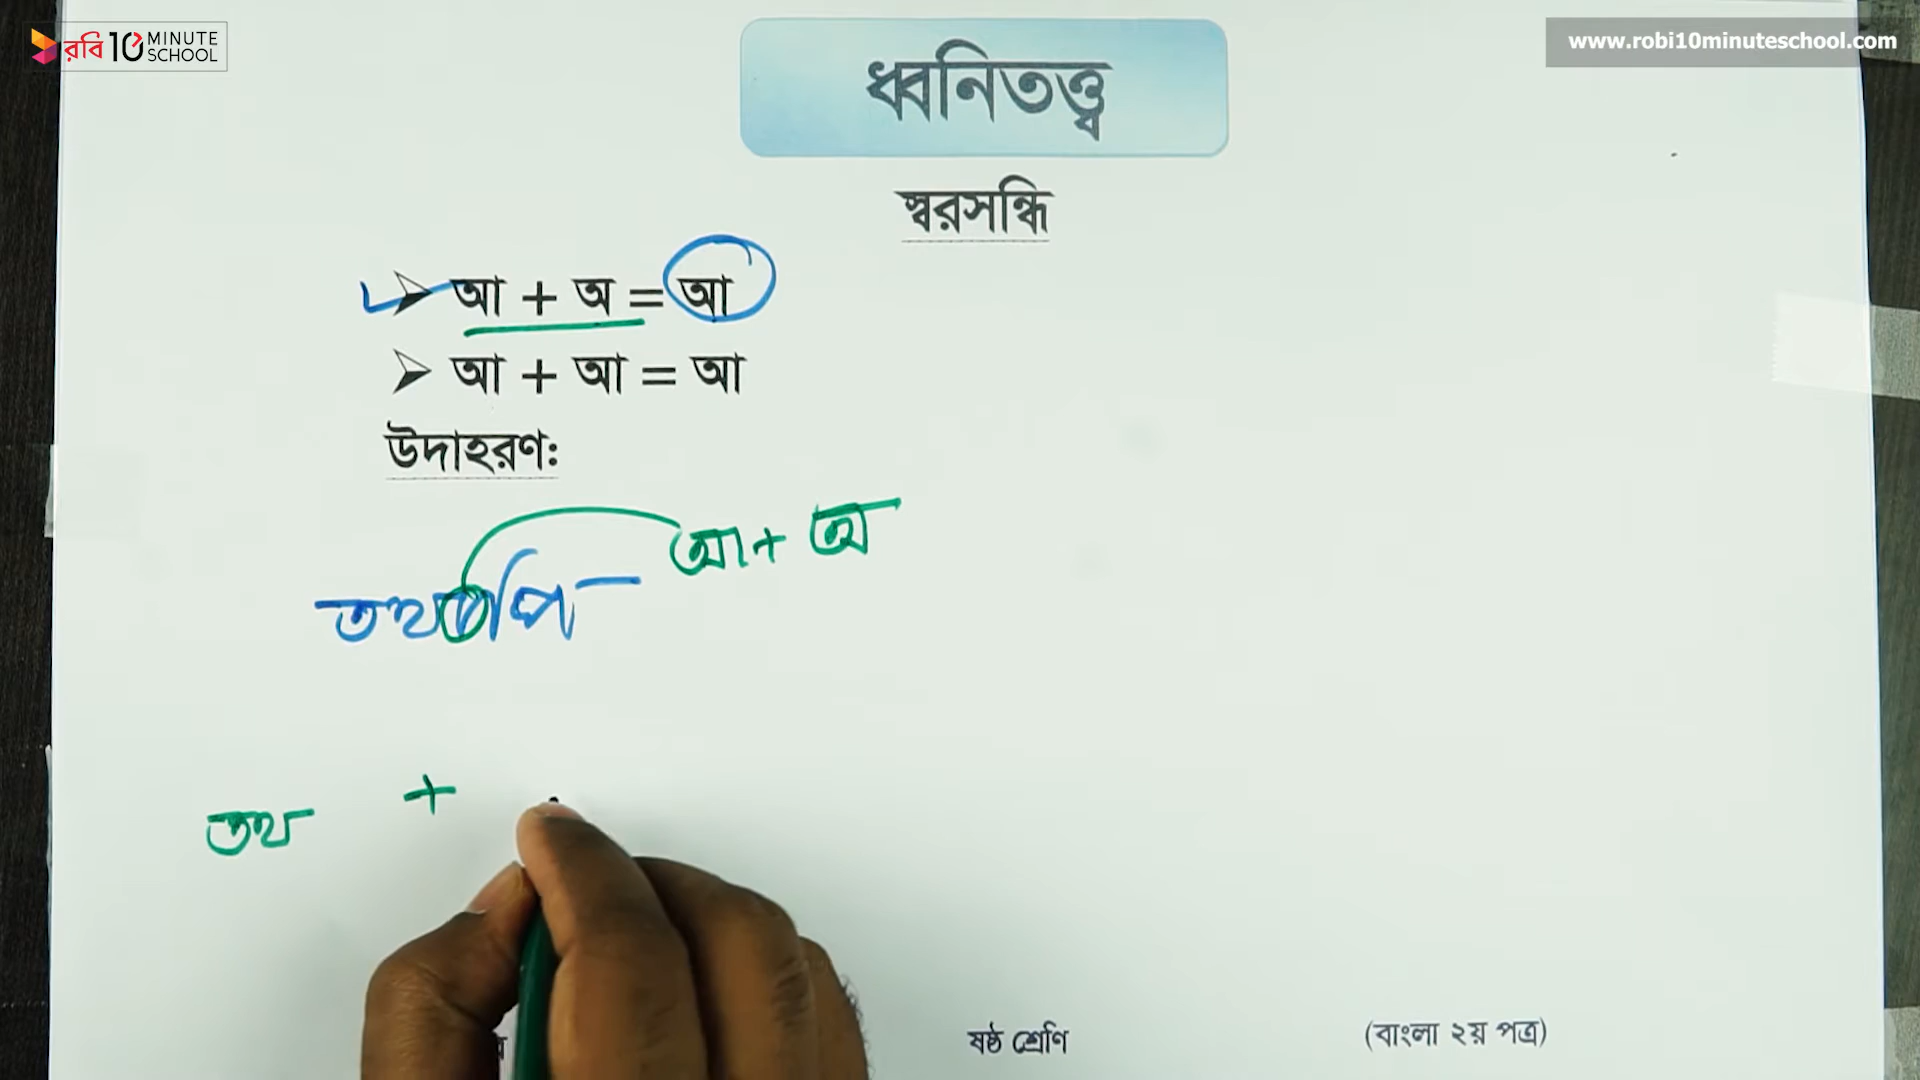 রবি 10 MINUTE SCHOOL
www.robi10minuteschool.com
ধ্বনিতত্ত্ব
স্বরসন্ধি
আ + অ = আ
আ + আ = আ
উদাহরণঃ
আ + অ
তথাপি
তথ +
ষষ্ঠ শ্রেণি
(বাংলা ২য় পত্র)